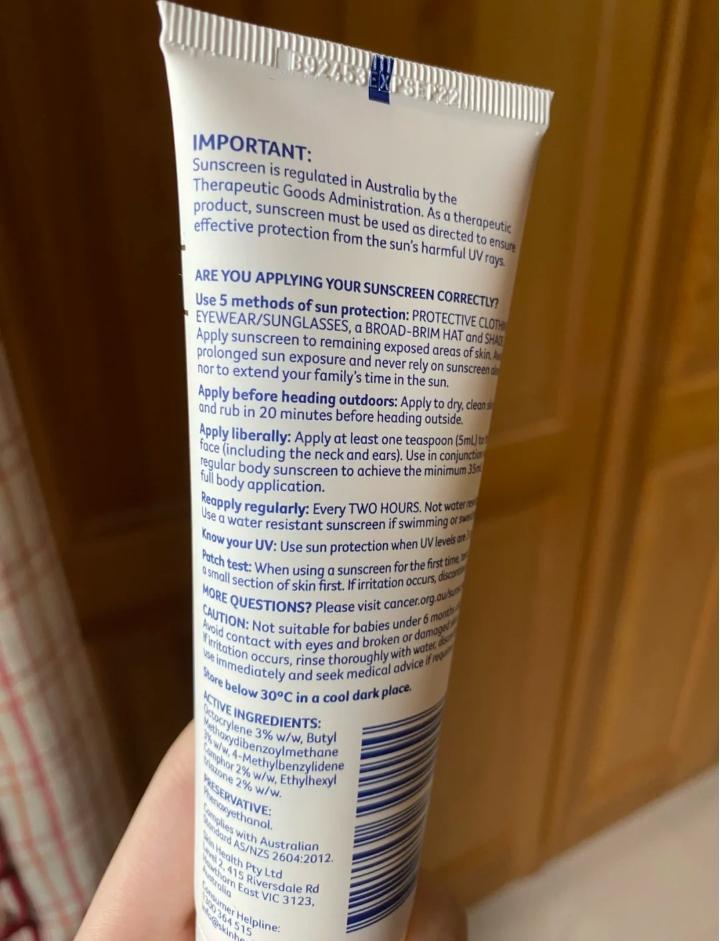 B92A53 EXP SEP22
IMPORTANT:
Sunscreen is regulated in Australia by the
Therapeutic Goods Administration. As a therapeutic
product, sunscreen must be used as directed to ensure
effective protection from the sun's harmful UV rays.
ARE YOU APPLYING YOUR SUNSCREEN CORRECTLY?
Use 5 methods of sun protection: PROTECTIVE
EYEWEAR/SUNGLASSES, a BROAD-BRIM HAT and
Apply sunscreen to remaining exposed areas of skin.
prolonged sun exposure and never rely on sunscreen
nor to extend your family's time in the sun.
Apply before heading outdoors: Apply to dry, clean
and rub in 20 minutes before heading outside.
Apply liberally: Apply at least one teaspoon (5mL)
face (including the neck and ears). Use in conjunction
regular body sunscreen to achieve the minimum 35mL
full body application.
Reapply regularly: Every TWO HOURS. Not water
Use a water resistant sunscreen if swimming or
Know your UV: Use sun protection when UV levels are
Patch test: When using a sunscreen for the first time,
a small section of skin first. If irritation occurs,
MORE QUESTIONS? Please visit
CAUTION: Not suitable for babies under 6 months
Avoid contact with eyes and broken or damaged
If irritation occurs, rinse thoroughly with water,
use immediately and seek medical advice if
Store below 30°C in a cool dark place.
ACTIVE INGREDIENTS:
Octocrylene 3% w/w, Butyl
Methoxydibenzoylmethane
w/w, 4-Methylbenzylidene
Camphor 2% w/w, Ethylhexyl
triazone 2% w/w.
PRESERVATIVE:
Phenoxyethanol.
Complies with Australian
Standard AS/NZS 2604:2012.
Skin Health Pty Ltd
Level 2, 415 Riversdale Rd
Hawthorn East VIC 3123,
Australia
Consumer Helpline:
1300 364 515